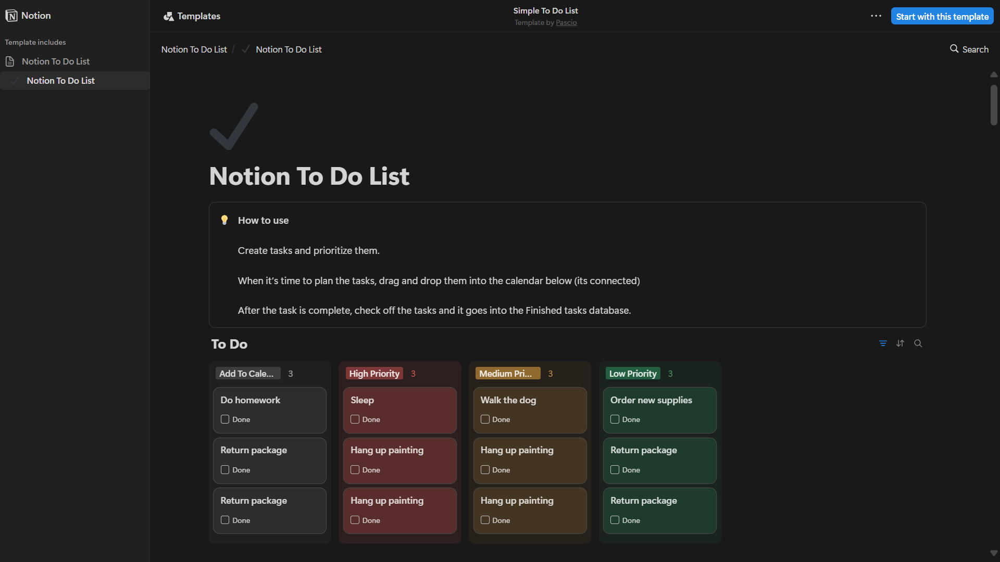 Notion
Template includes
Notion To Do List
Notion To Do List
Templates
Simple To Do List
Template by Pascio
Start with this template
Notion To Do List / Notion To Do List
Search
Notion To Do List
How to use
Create tasks and prioritize them.
When it's time to plan the tasks, drag and drop them into the calendar below (its connected)
After the task is complete, check off the tasks and it goes into the Finished tasks database.
To Do
Add To Cale... 3
Do homework
Done
Return package
Done
Return package
Done
High Priority 3
Sleep
Done
Hang up painting
Done
Hang up painting
Done
Medium Pri... 3
Walk the dog
Done
Hang up painting
Done
Hang up painting
Done
Low Priority 3
Order new supplies
Done
Return package
Done
Return package
Done